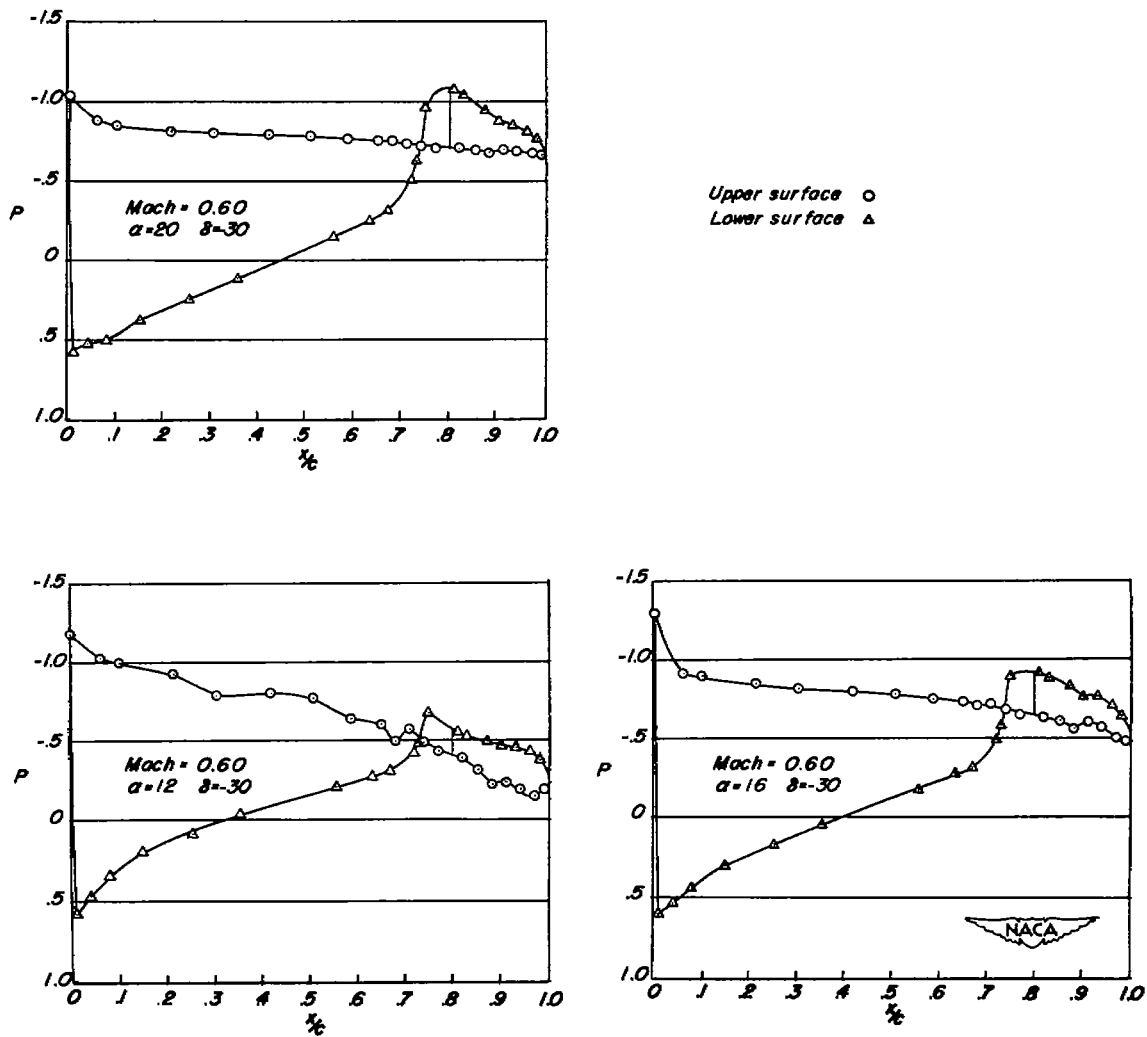 -1.5
-1.0
-.5
P
0
.5
1.0
Mach = 0.60
α=20 δ=-30
0 .1 .2 .3 .4 .5 .6 .7 .8 .9 1.0
x/c
Upper surface ○
Lower surface △
-1.5
-1.0
-.5
P
0
.5
1.0
Mach = 0.60
α=12 δ=-30
0 .1 .2 .3 .4 .5 .6 .7 .8 .9 1.0
x/c
-1.5
-1.0
-.5
P
0
.5
1.0
Mach = 0.60
α=16 δ=-30
NACA
0 .1 .2 .3 .4 .5 .6 .7 .8 .9 1.0
x/c